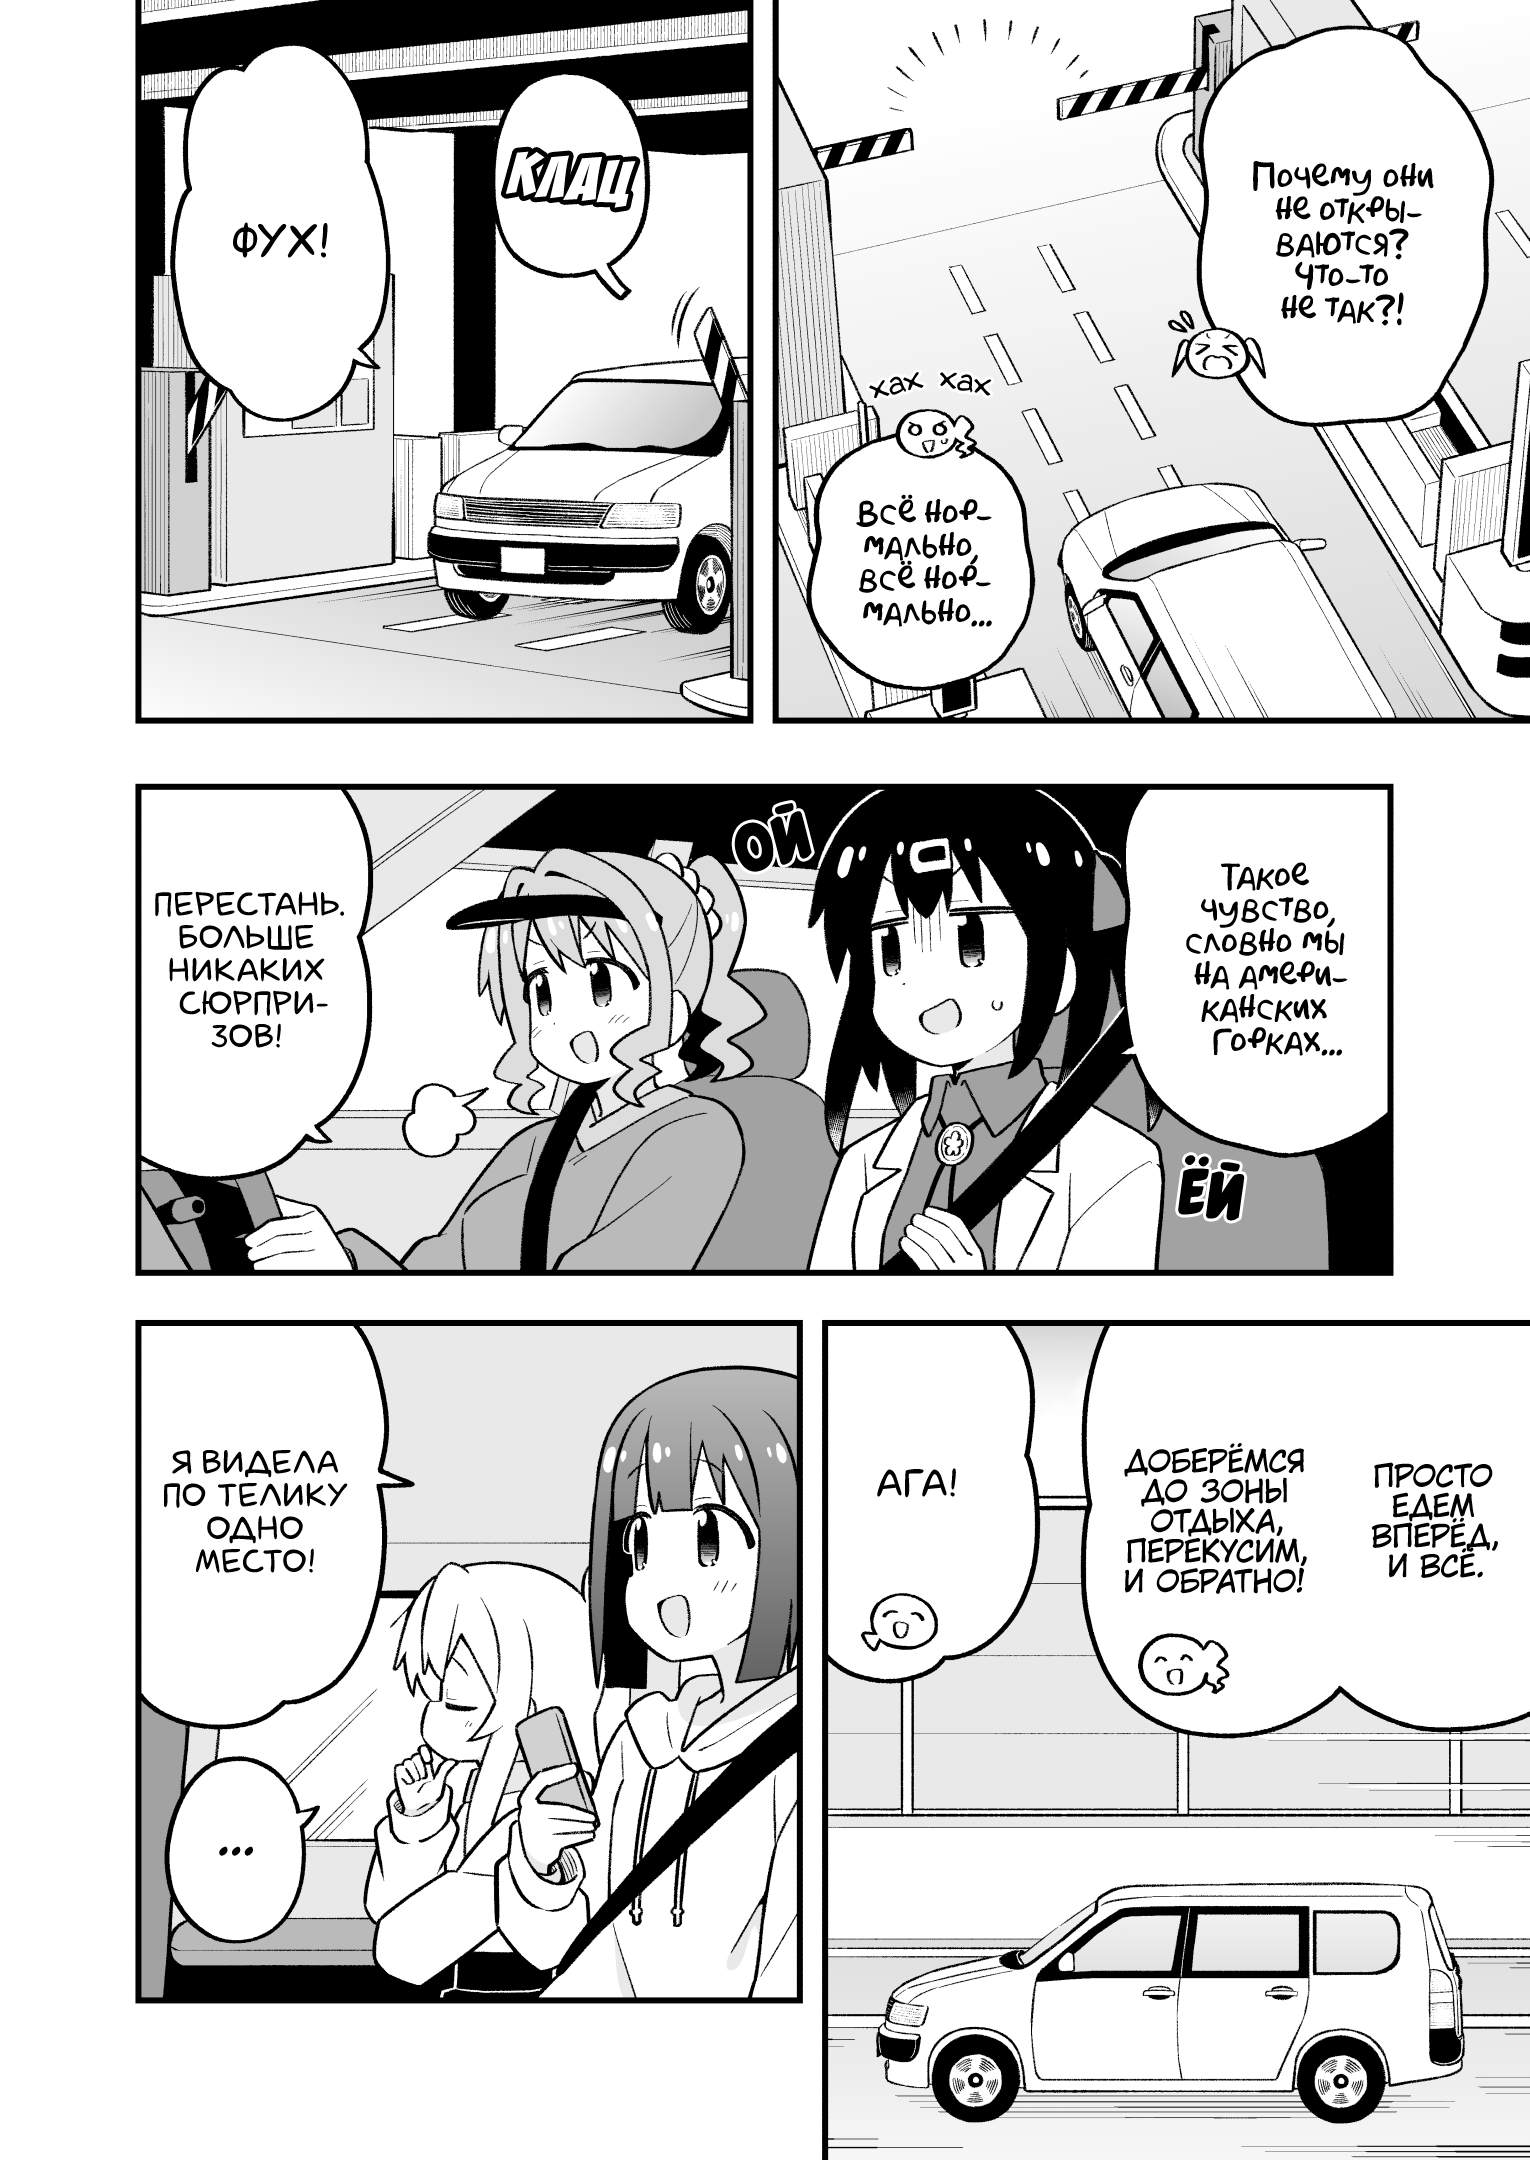 Почему они
не откры-
ваются?
Что-то
не так?!
хах хах
Всё нор-
мально,
всё нор-
мально...
КЛАЦ
ФУХ!
Такое
чувство,
словно мы
на амери-
канских
горках...
ОЙ
ЁЙ
ПЕРЕСТАНЬ.
БОЛЬШЕ
НИКАКИХ
СЮРПРИ-
ЗОВ!
ПРОСТО
ЕДЕМ
ВПЕРЁД,
И ВСЁ.
ДОБЕРЁМСЯ
ДО ЗОНЫ
ОТДЫХА,
ПЕРЕКУСИМ,
И ОБРАТНО!
АГА!
Я ВИДЕЛА
ПО ТЕЛИКУ
ОДНО
МЕСТО!
...